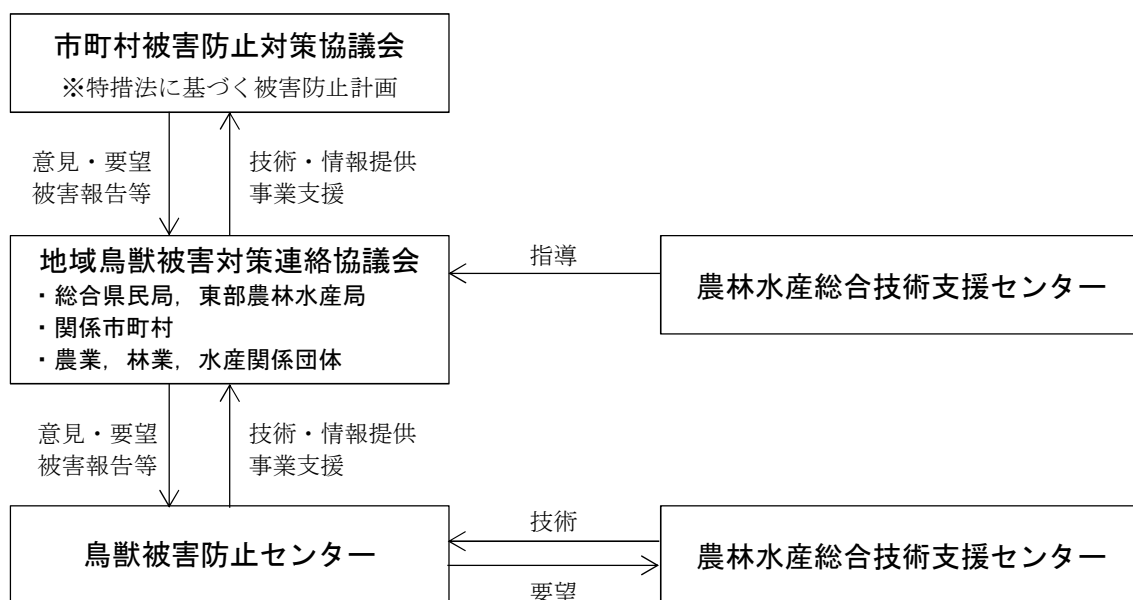 市町村被害防止対策協議会
※特措法に基づく被害防止計画
意見・要望
被害報告等
技術・情報提供
事業支援
地域鳥獣被害対策連絡協議会
・総合県民局，東部農林水産局
・関係市町村
・農業，林業，水産関係団体
指導
農林水産総合技術支援センター
意見・要望
被害報告等
技術・情報提供
事業支援
鳥獣被害防止センター
技術
要望
農林水産総合技術支援センター